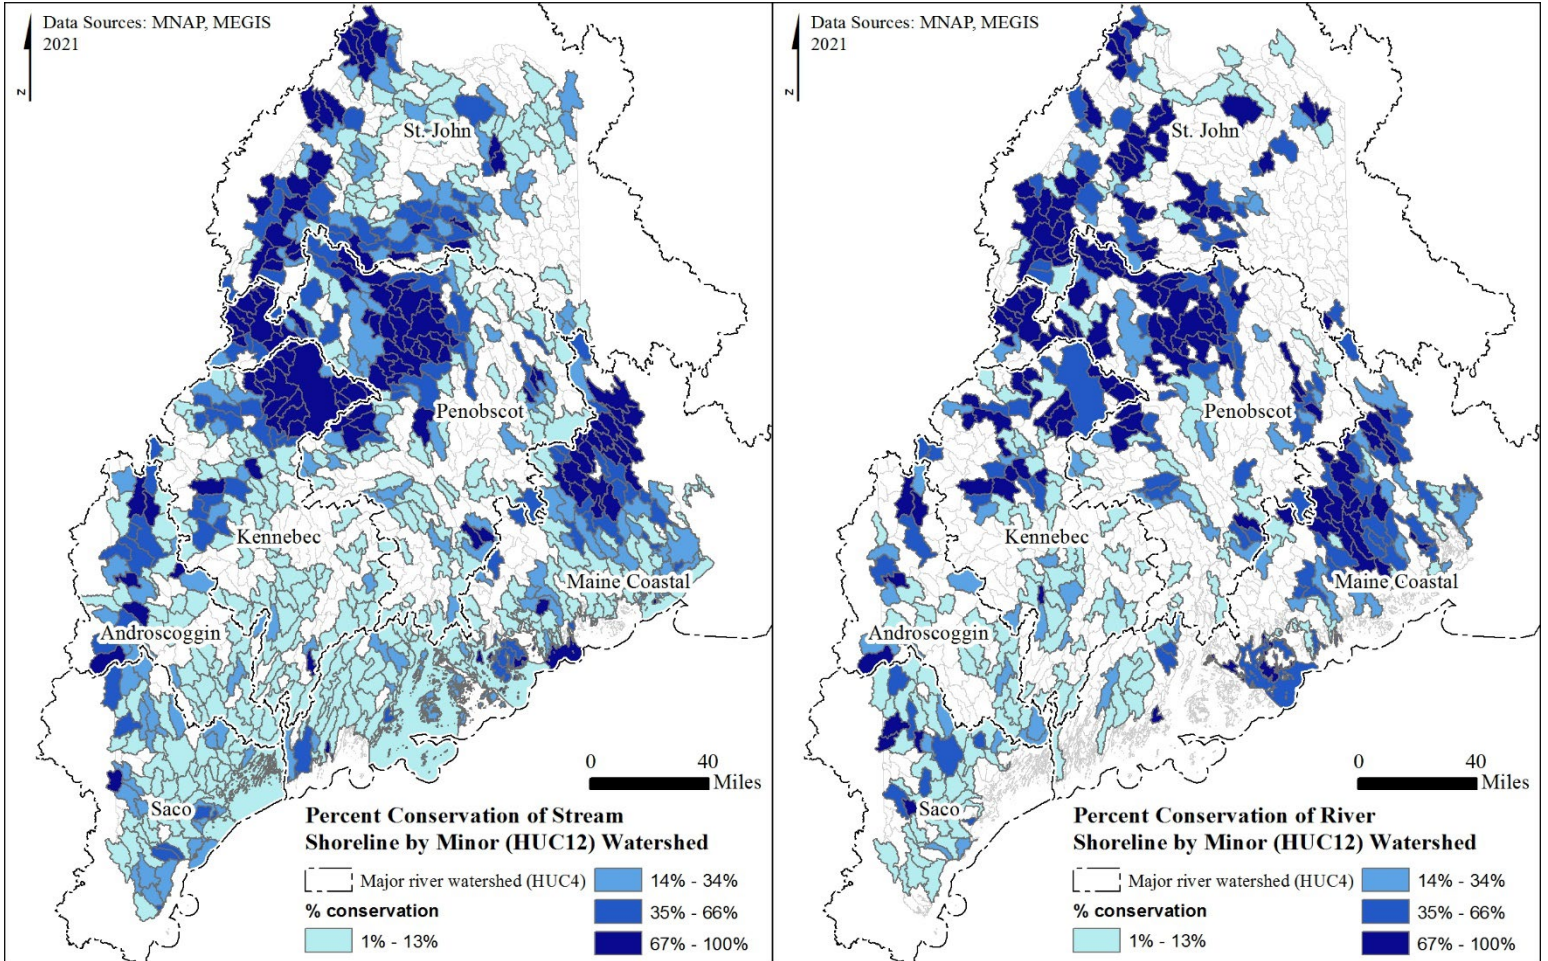 Data Sources: MNAP, MEGIS
2021
z
St. John
Penobscot
Kennebec
Maine Coastal
Androscoggin
Saco
0 40
Miles
Percent Conservation of Stream
Shoreline by Minor (HUC12) Watershed
Major river watershed (HUC4)
% conservation
1% - 13%
14% - 34%
35% - 66%
67% - 100%
Data Sources: MNAP, MEGIS
2021
z
St. John
Penobscot
Kennebec
Maine Coastal
Androscoggin
Saco
0 40
Miles
Percent Conservation of River
Shoreline by Minor (HUC12) Watershed
Major river watershed (HUC4)
% conservation
1% - 13%
14% - 34%
35% - 66%
67% - 100%